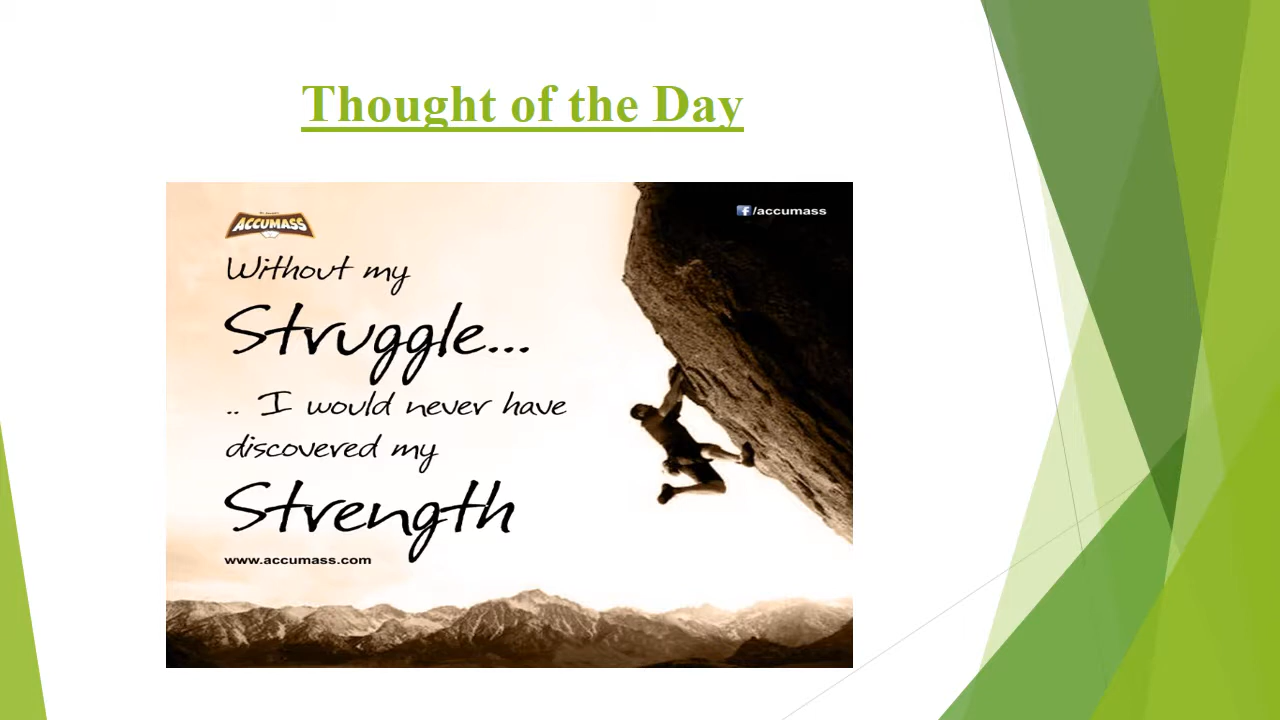 Thought of the Day
ACCUMASS
f/accumass
Without my
Struggle...
.. I would never have
discovered my
Strength
www.accumass.com